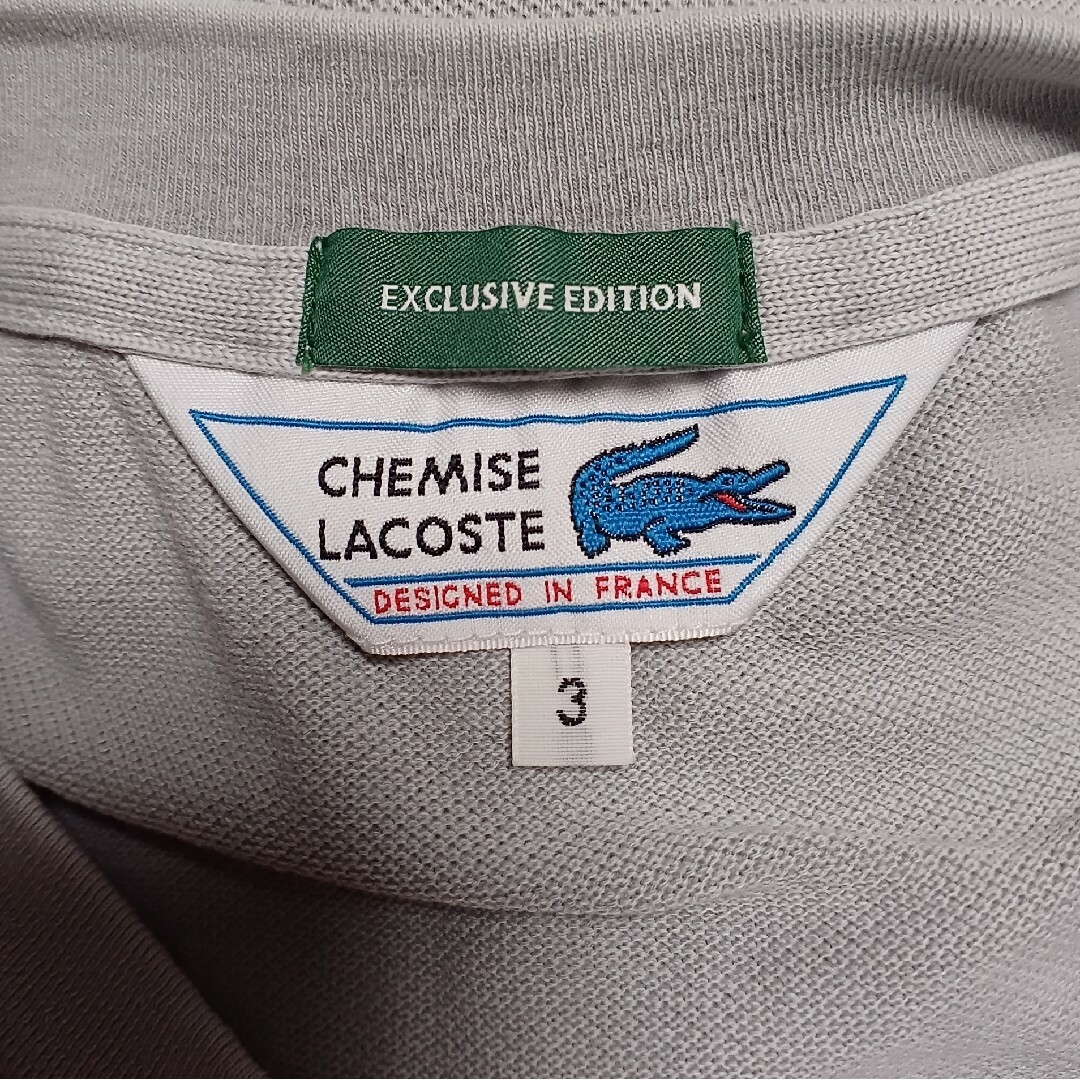 EXCLUSIVE EDITION
CHEMISE
LACOSTE
DESIGNED IN FRANCE
3